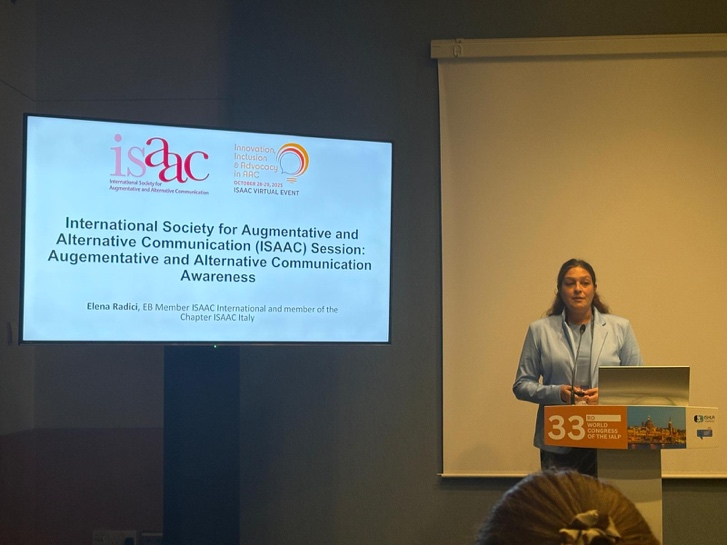 isaac
International Society for
Augmentative and Alternative Communication
Innovation,
Inclusion
& Advocacy
in AAC
OCTOBER 28-29, 2025
ISAAC VIRTUAL EVENT
International Society for Augmentative and
Alternative Communication (ISAAC) Session:
Augementative and Alternative Communication
Awareness
Elena Radici, EB Member ISAAC International and member of the
Chapter ISAAC Italy
33RD
WORLD
CONGRESS
OF THE IALP
IALP